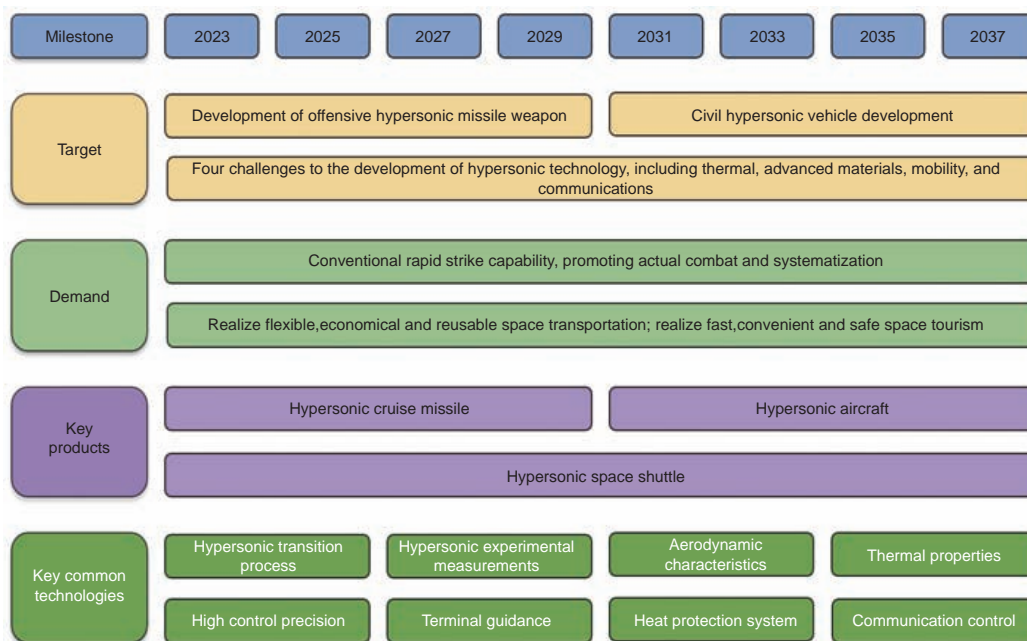 Milestone
2023
2025
2027
2029
2031
2033
2035
2037
Target
Development of offensive hypersonic missile weapon
Civil hypersonic vehicle development
Four challenges to the development of hypersonic technology, including thermal, advanced materials, mobility, and
communications
Demand
Conventional rapid strike capability, promoting actual combat and systematization
Realize flexible,economical and reusable space transportation; realize fast,convenient and safe space tourism
Key
products
Hypersonic cruise missile
Hypersonic aircraft
Hypersonic space shuttle
Key common
technologies
Hypersonic transition
process
Hypersonic experimental
measurements
Aerodynamic
characteristics
Thermal properties
High control precision
Terminal guidance
Heat protection system
Communication control